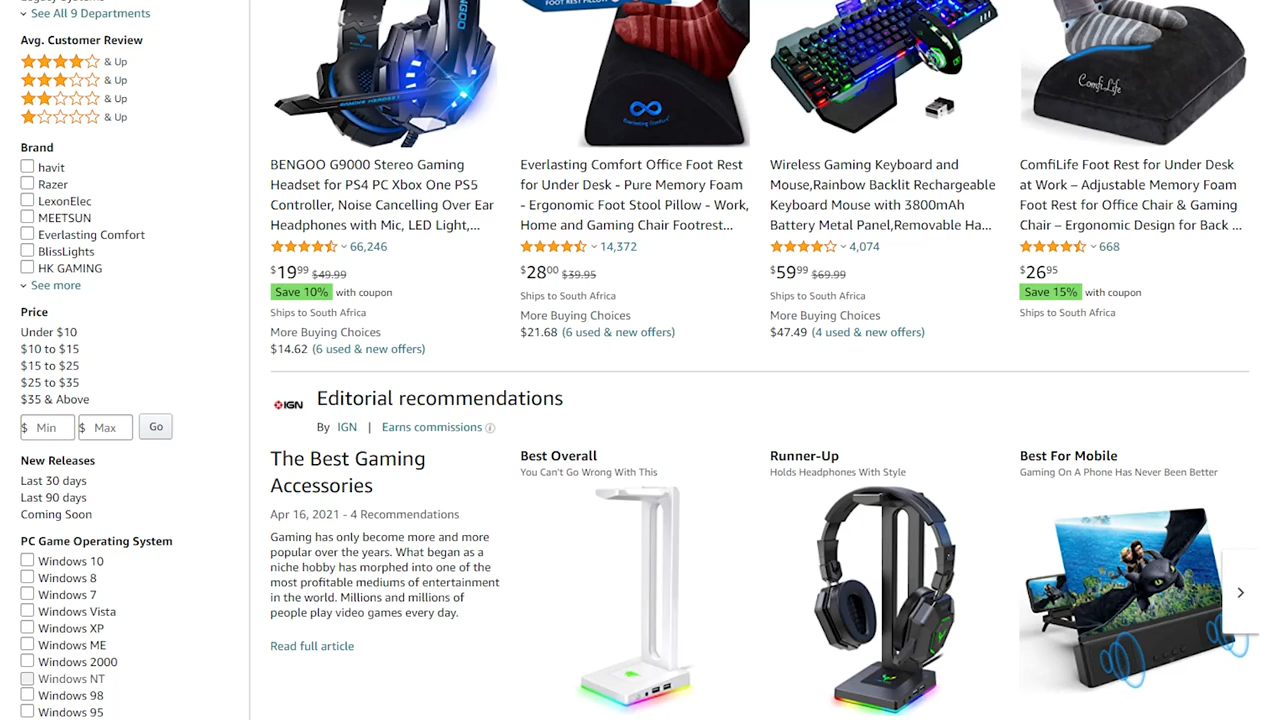 Legacy Systems
See All 9 Departments
Avg. Customer Review
& Up
& Up
& Up
& Up
Brand
havit
Razer
LexonElec
MEETSUN
Everlasting Comfort
BlissLights
HK GAMING
See more
Price
Under $10
$10 to $15
$15 to $25
$25 to $35
$35 & Above
$ Min $ Max Go
New Releases
Last 30 days
Last 90 days
Coming Soon
PC Game Operating System
Windows 10
Windows 8
Windows 7
Windows Vista
Windows XP
Windows ME
Windows 2000
Windows NT
Windows 98
Windows 95
FOOT REST PILLOW
Everlasting Comfort
ComfiLife
BENGOO G9000 Stereo Gaming
Headset for PS4 PC Xbox One PS5
Controller, Noise Cancelling Over Ear
Headphones with Mic, LED Light,...
66,246
$19.99 $49.99
Save 10% with coupon
Ships to South Africa
More Buying Choices
$14.62 (6 used & new offers)
Everlasting Comfort Office Foot Rest
for Under Desk - Pure Memory Foam
- Ergonomic Foot Stool Pillow - Work,
Home and Gaming Chair Footrest...
14,372
$28.00 $39.95
Ships to South Africa
More Buying Choices
$21.68 (6 used & new offers)
Wireless Gaming Keyboard and
Mouse,Rainbow Backlit Rechargeable
Keyboard Mouse with 3800mAh
Battery Metal Panel,Removable Ha...
4,074
$59.99 $69.99
Ships to South Africa
More Buying Choices
$47.49 (4 used & new offers)
ComfiLife Foot Rest for Under Desk
at Work – Adjustable Memory Foam
Foot Rest for Office Chair & Gaming
Chair – Ergonomic Design for Back ...
668
$26.95
Save 15% with coupon
Ships to South Africa
IGN
Editorial recommendations
By IGN | Earns commissions
The Best Gaming
Accessories
Apr 16, 2021 - 4 Recommendations
Gaming has only become more and more
popular over the years. What began as a
niche hobby has morphed into one of the
most profitable mediums of entertainment
in the world. Millions and millions of
people play video games every day.
Read full article
Best Overall
You Can't Go Wrong With This
Runner-Up
Holds Headphones With Style
Best For Mobile
Gaming On A Phone Has Never Been Better